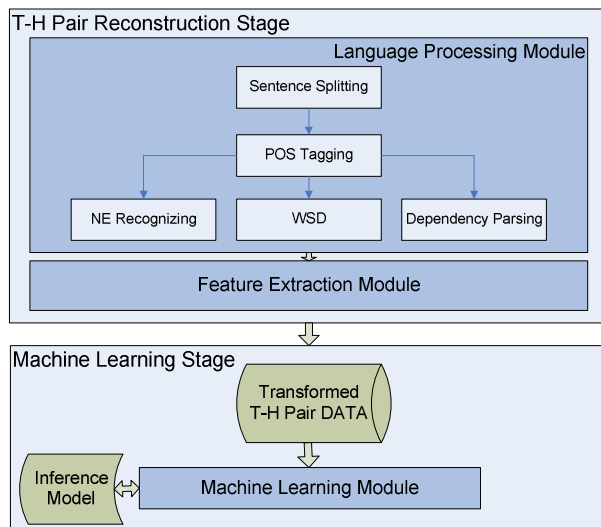 T-H Pair Reconstruction Stage
Language Processing Module
Sentence Splitting
POS Tagging
NE Recognizing
WSD
Dependency Parsing
Feature Extraction Module
Machine Learning Stage
Transformed
T-H Pair DATA
Inference
Model
Machine Learning Module